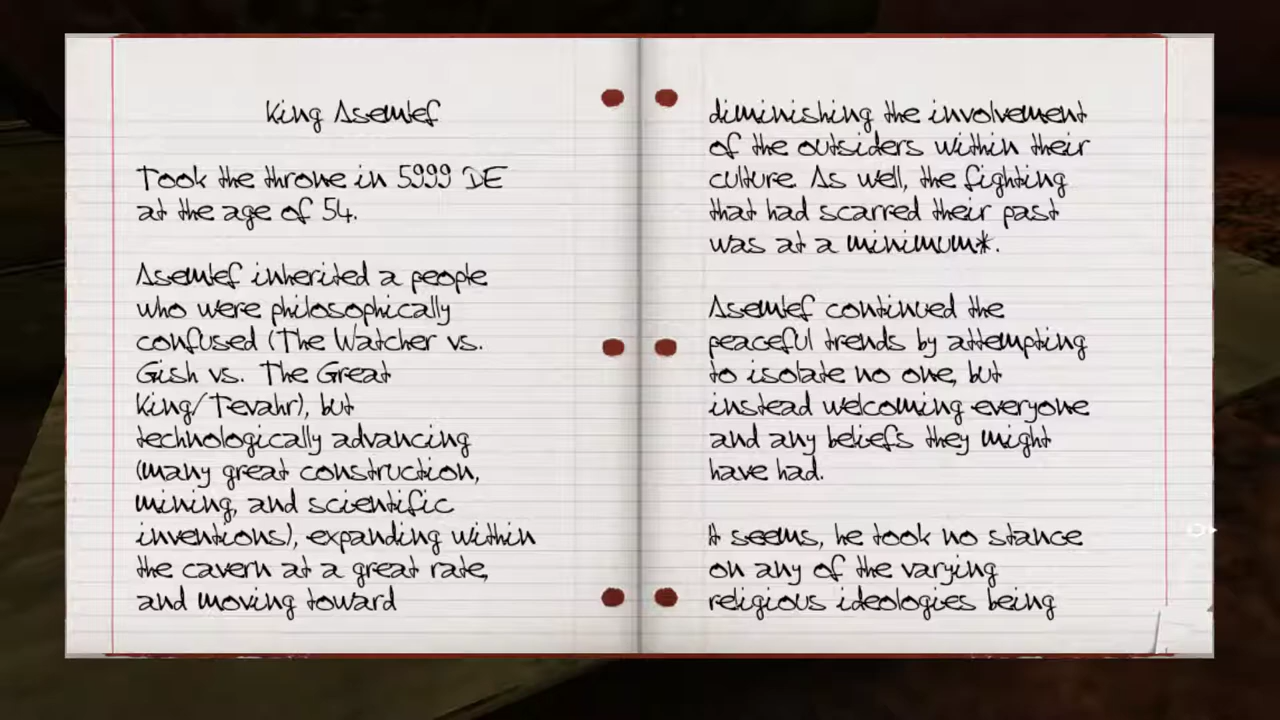 King Asemlef
Took the throne in 5999 DE
at the age of 54.
Asemlef inherited a people
who were philosophically
confused (The Watcher vs.
Gish vs. The Great
King/Tevahr), but
technologically advancing
(many great construction,
mining, and scientific
inventions), expanding within
the cavern at a great rate,
and moving toward
diminishing the involvement
of the outsiders within their
culture. As well, the fighting
that had scarred their past
was at a minimum*.
Asemlef continued the
peaceful trends by attempting
to isolate no one, but
instead welcoming everyone
and any beliefs they might
have had.
It seems, he took no stance
on any of the varying
religious ideologies being